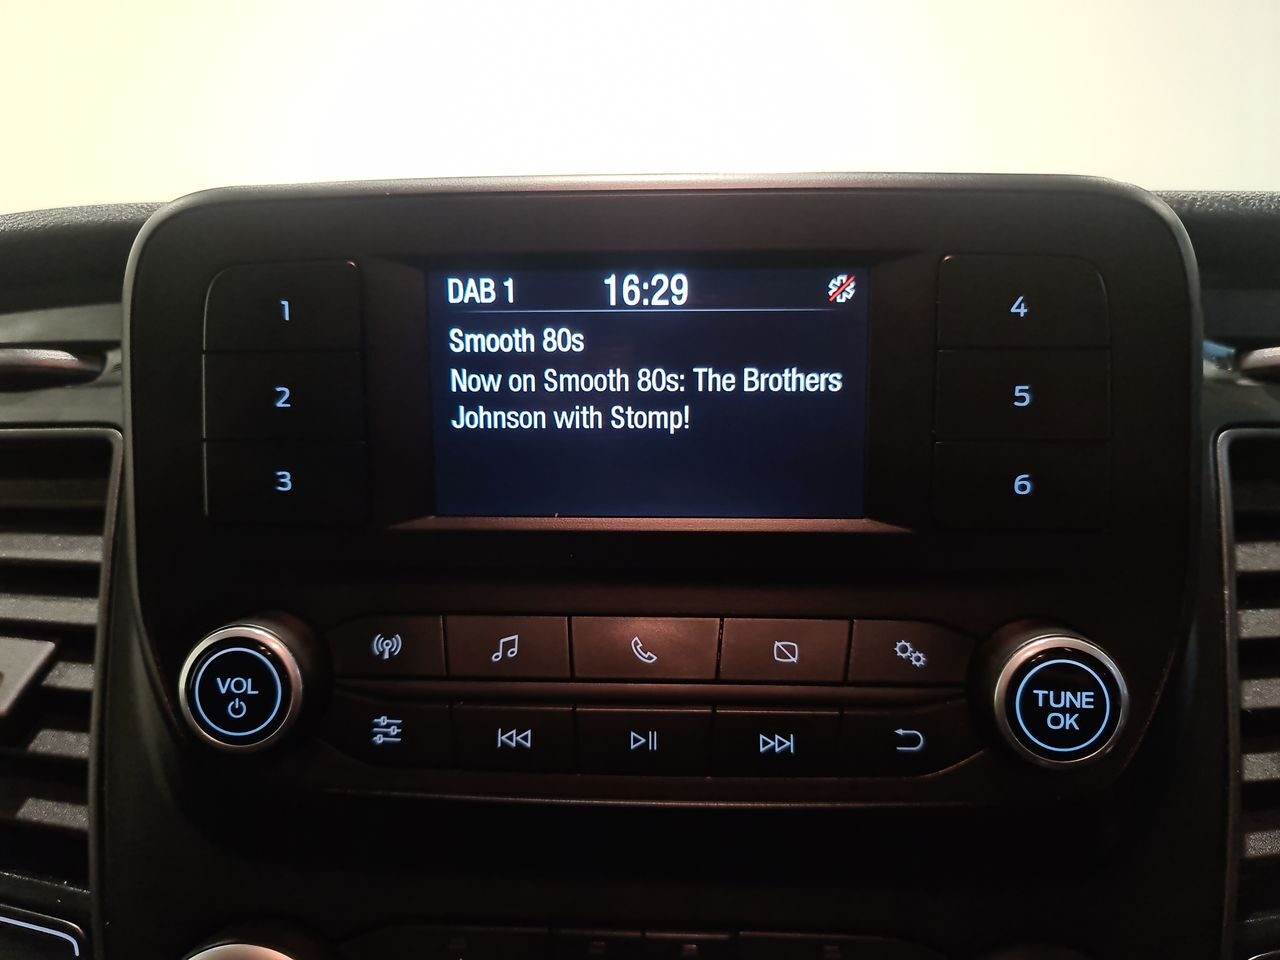 DAB 1 16:29
Smooth 80s
Now on Smooth 80s: The Brothers
Johnson with Stomp!
1
2
3
4
5
6
VOL
TUNE
OK